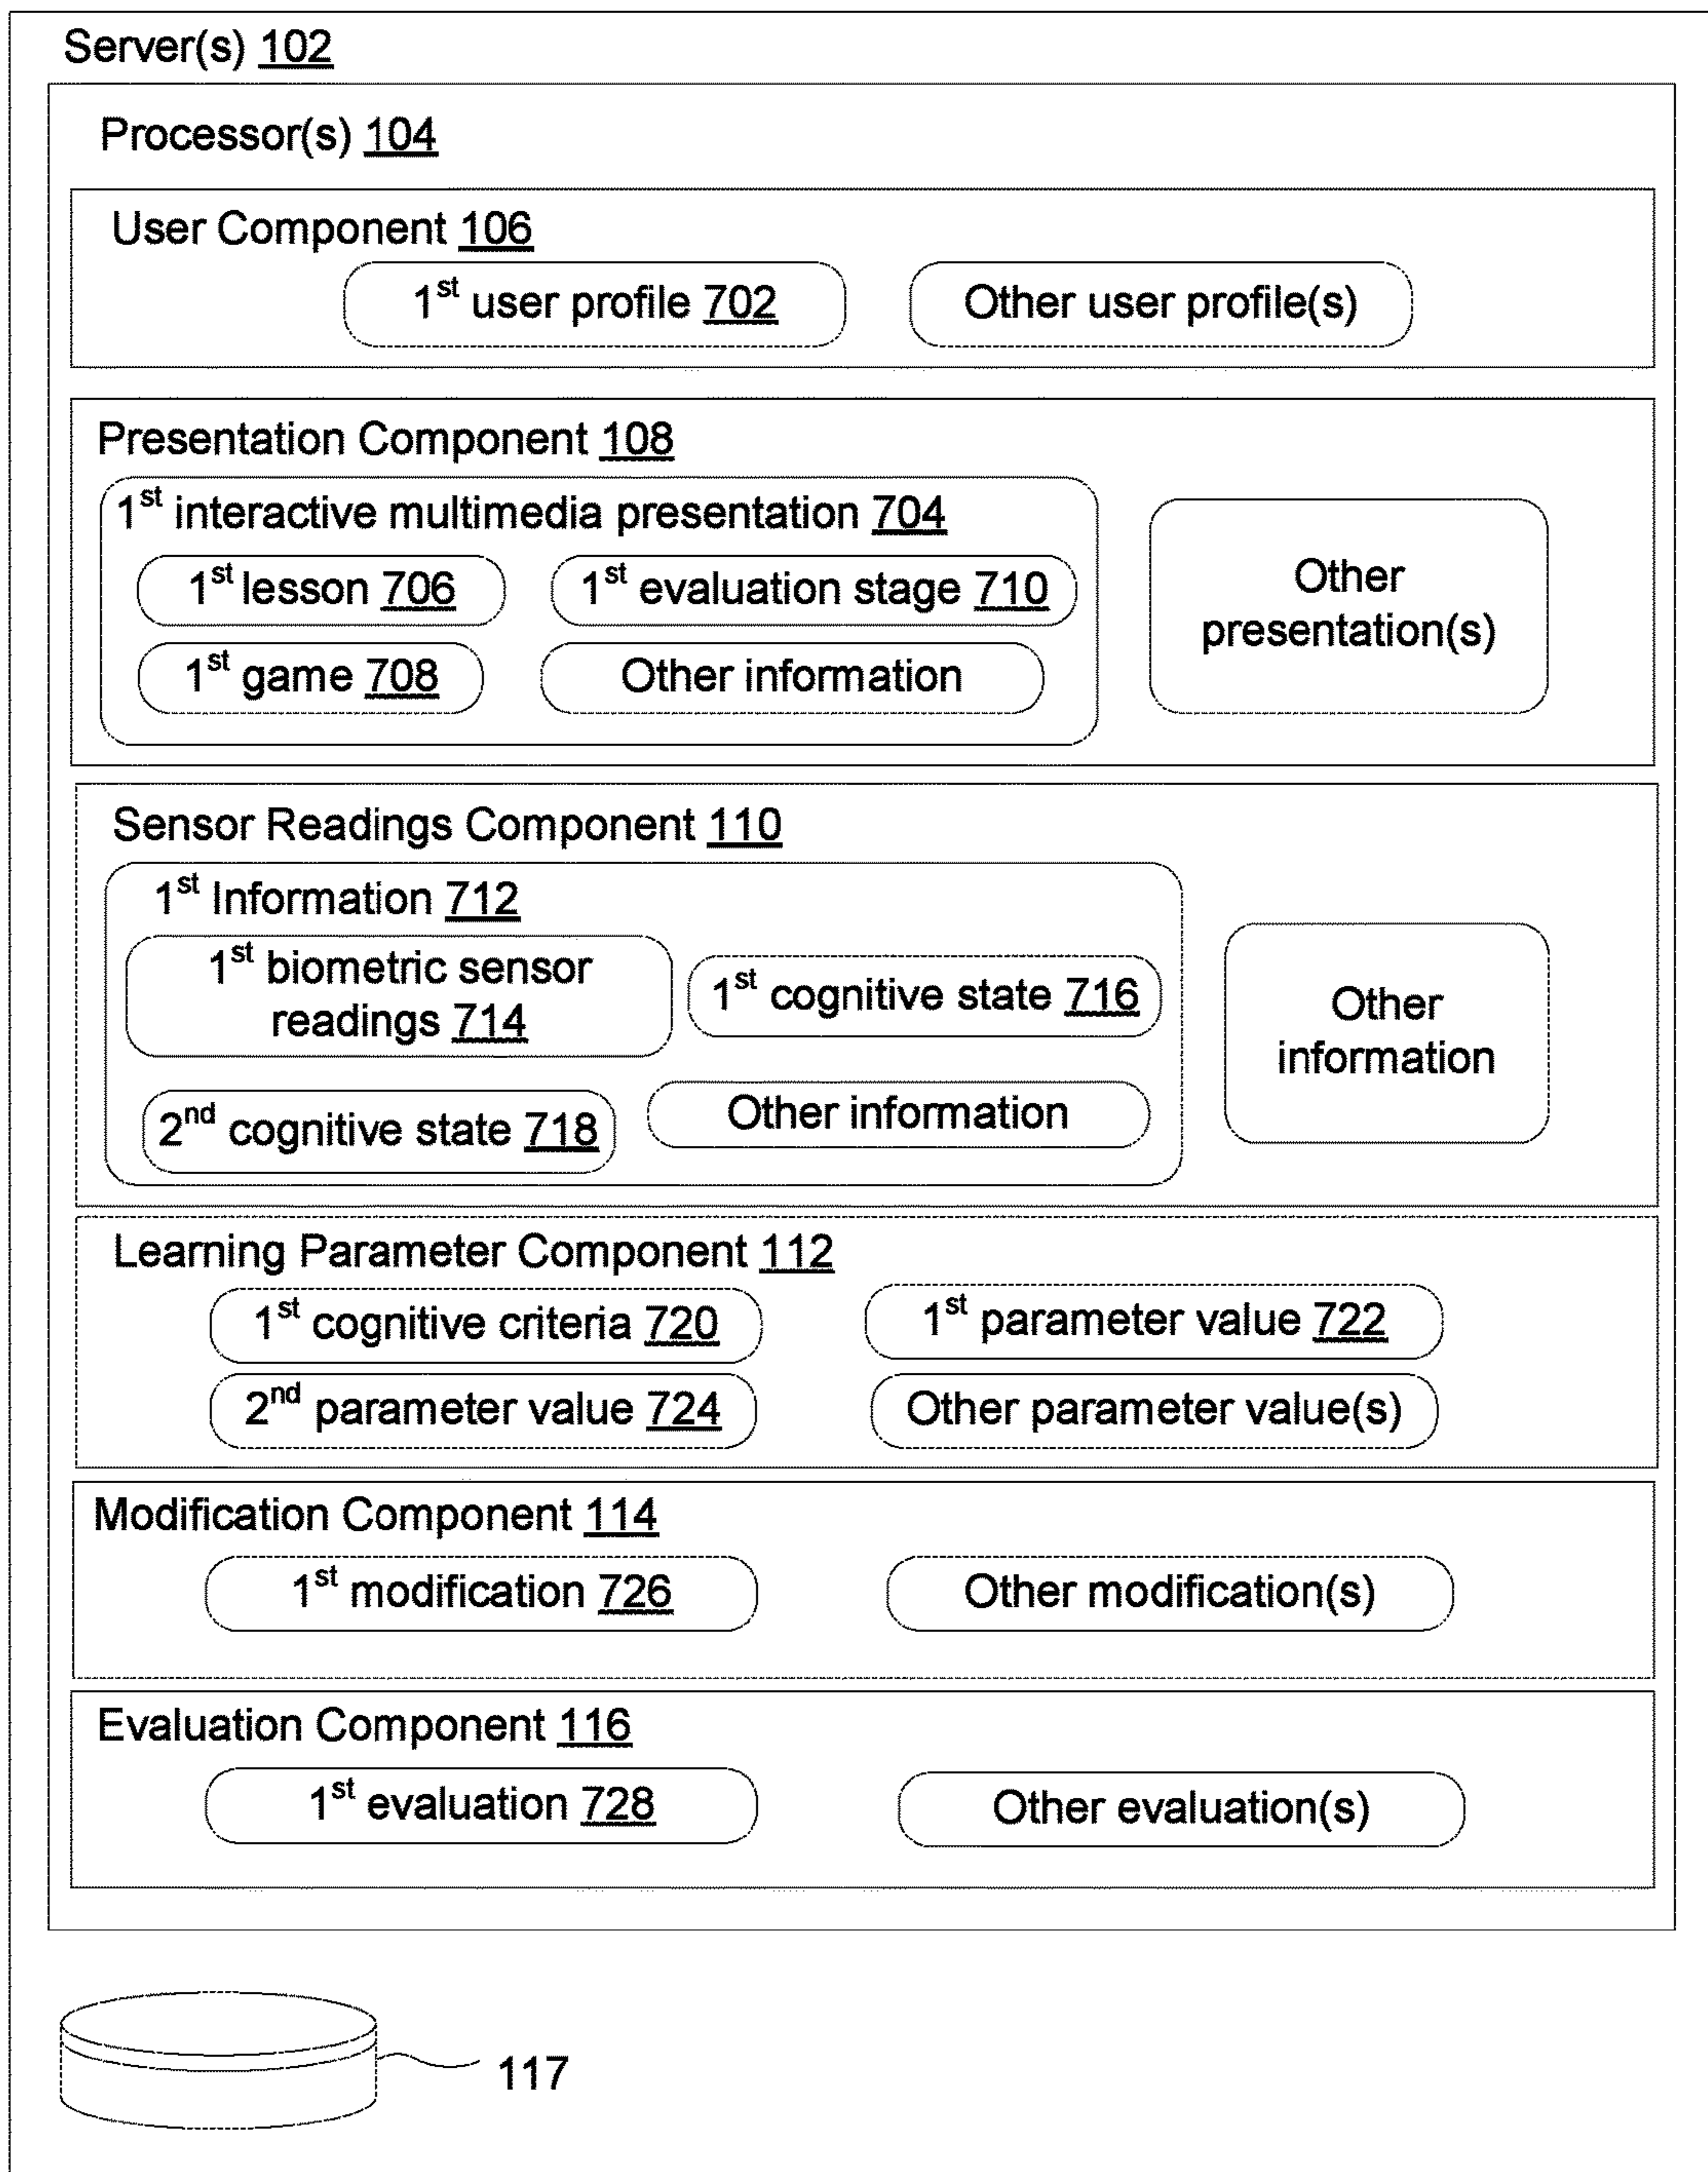 Server(s) 102
Processor(s) 104
User Component 106
1st user profile 702
Other user profile(s)
Presentation Component 108
1st interactive multimedia presentation 704
1st lesson 706
1st evaluation stage 710
1st game 708
Other information
Other
presentation(s)
Sensor Readings Component 110
1st Information 712
1st biometric sensor
readings 714
1st cognitive state 716
2nd cognitive state 718
Other information
Other
information
Learning Parameter Component 112
1st cognitive criteria 720
1st parameter value 722
2nd parameter value 724
Other parameter value(s)
Modification Component 114
1st modification 726
Other modification(s)
Evaluation Component 116
1st evaluation 728
Other evaluation(s)
117